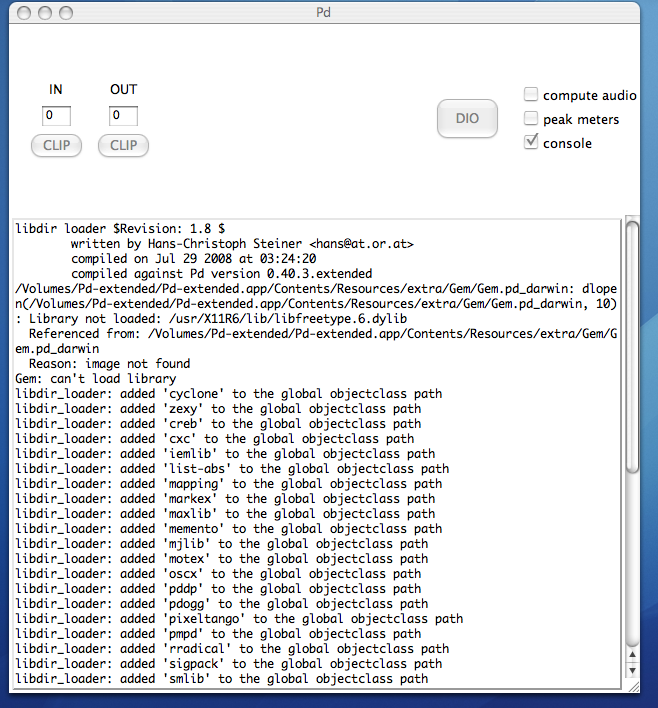 Pd
IN OUT
0 0
CLIP CLIP
DIO
compute audio
peak meters
console
libdir loader $Revision: 1.8 $
written by Hans-Christoph Steiner <hans@at.or.at>
compiled on Jul 29 2008 at 03:24:20
compiled against Pd version 0.40.3.extended
/Volumes/Pd-extended/Pd-extended.app/Contents/Resources/extra/Gem/Gem.pd_darwin: dlope
n(/Volumes/Pd-extended/Pd-extended.app/Contents/Resources/extra/Gem/Gem.pd_darwin, 10)
: Library not loaded: /usr/X11R6/lib/libfreetype.6.dylib
Referenced from: /Volumes/Pd-extended/Pd-extended.app/Contents/Resources/extra/Gem/G
em.pd_darwin
Reason: image not found
Gem: can't load library
libdir_loader: added 'cyclone' to the global objectclass path
libdir_loader: added 'zexy' to the global objectclass path
libdir_loader: added 'creb' to the global objectclass path
libdir_loader: added 'cxc' to the global objectclass path
libdir_loader: added 'iemlib' to the global objectclass path
libdir_loader: added 'list-abs' to the global objectclass path
libdir_loader: added 'mapping' to the global objectclass path
libdir_loader: added 'markex' to the global objectclass path
libdir_loader: added 'maxlib' to the global objectclass path
libdir_loader: added 'memento' to the global objectclass path
libdir_loader: added 'mjlib' to the global objectclass path
libdir_loader: added 'motex' to the global objectclass path
libdir_loader: added 'oscx' to the global objectclass path
libdir_loader: added 'pddp' to the global objectclass path
libdir_loader: added 'pdogg' to the global objectclass path
libdir_loader: added 'pixeltango' to the global objectclass path
libdir_loader: added 'pmpd' to the global objectclass path
libdir_loader: added 'rradical' to the global objectclass path
libdir_loader: added 'sigpack' to the global objectclass path
libdir_loader: added 'smlib' to the global objectclass path